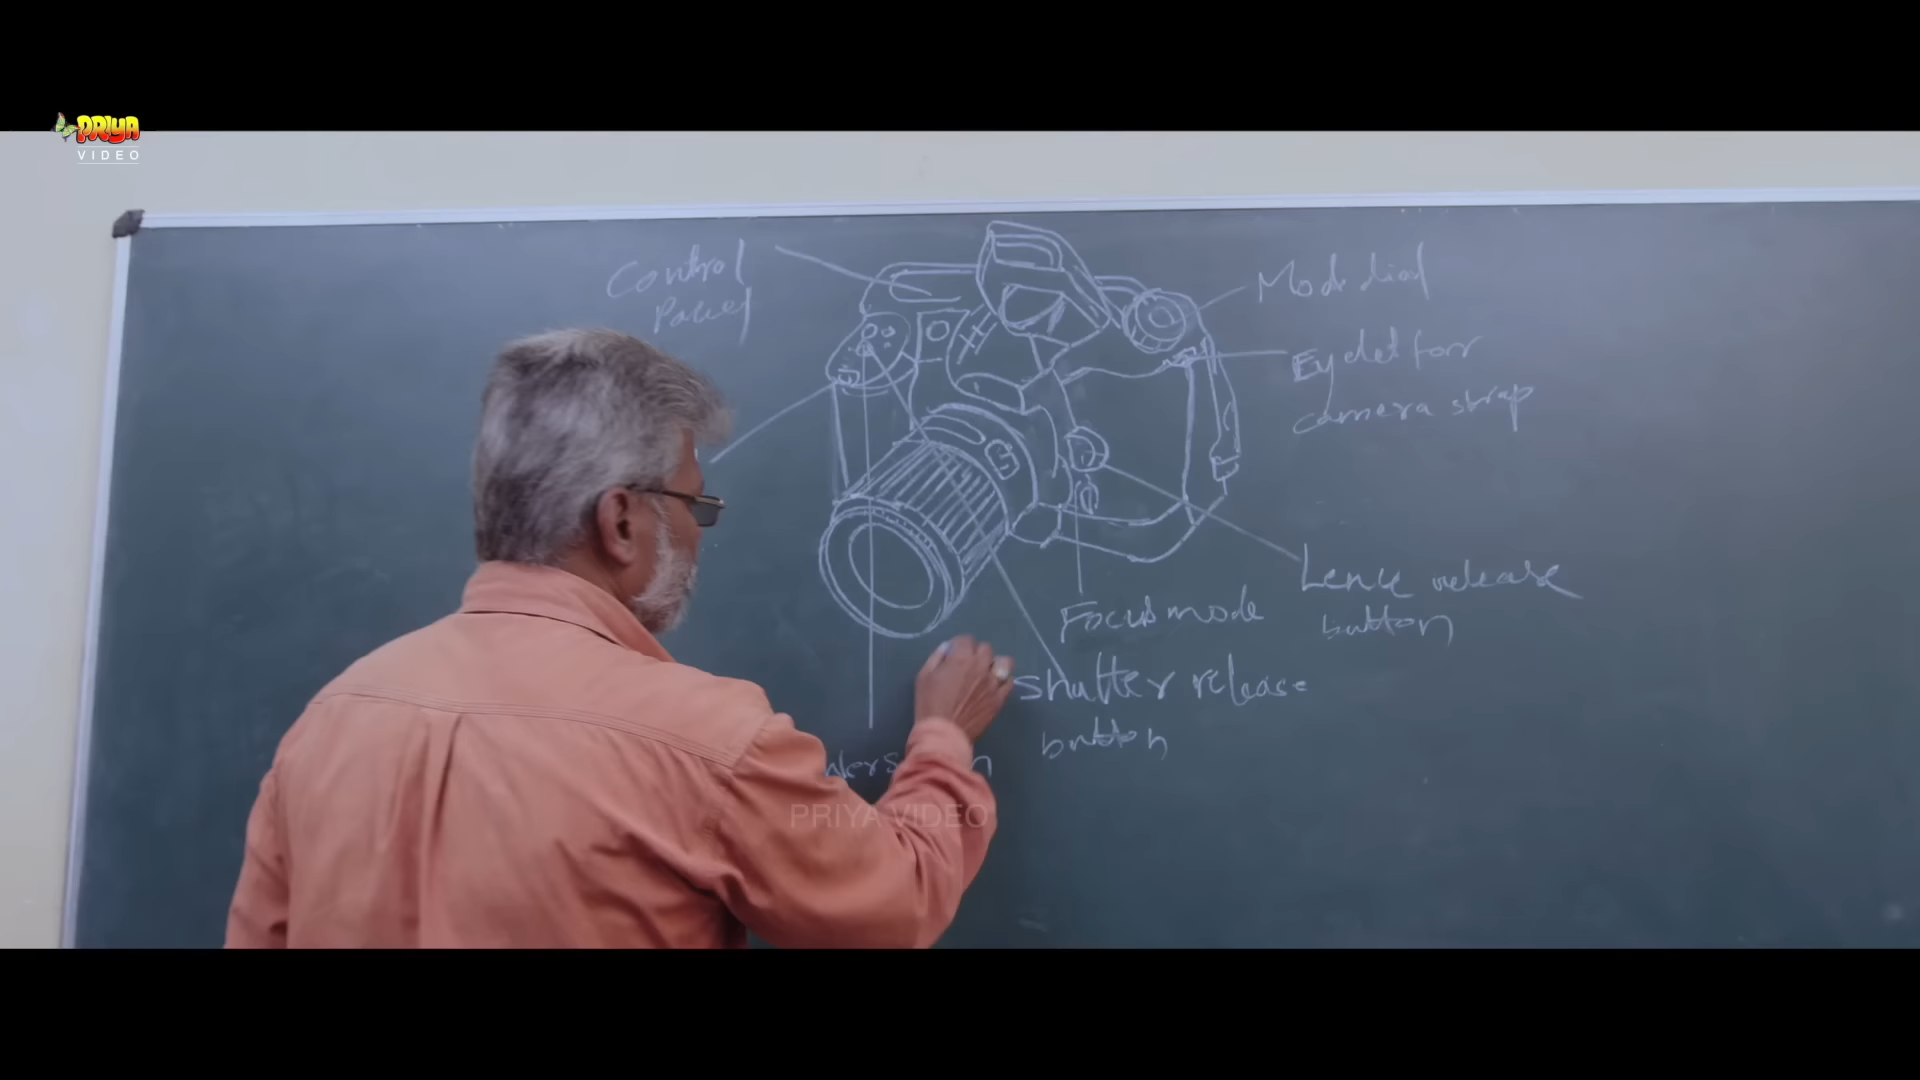 PRIYA
VIDEO
Control
Panel
Mode dial
Eyelet for
camera strap
Lence release
button
Focus mode
Shutter release
button
PRIYA VIDEO